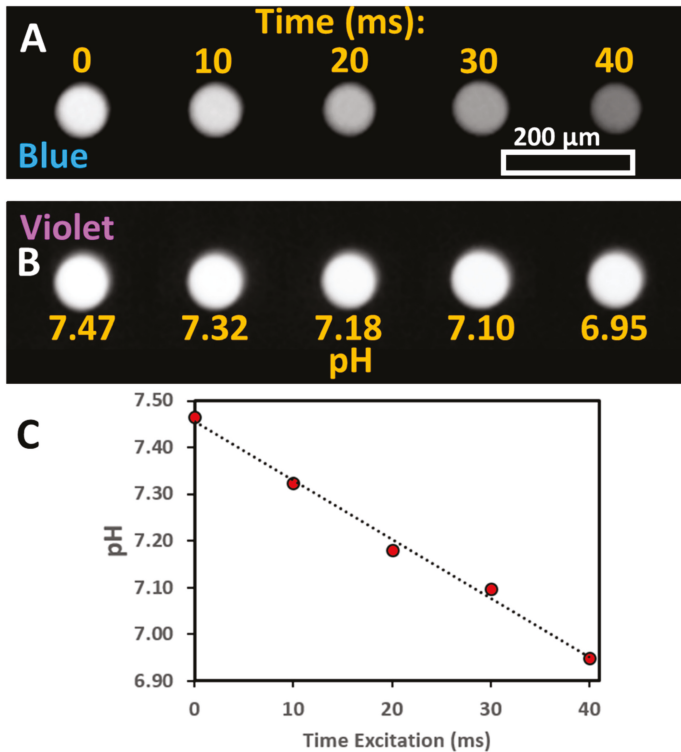 A
Time (ms):
0 10 20 30 40
200 µm
Blue
Violet
B
7.47 7.32 7.18 7.10 6.95
pH
C
7.50
7.40
7.30
7.20
7.10
7.00
6.90
pH
0 10 20 30 40
Time Excitation (ms)